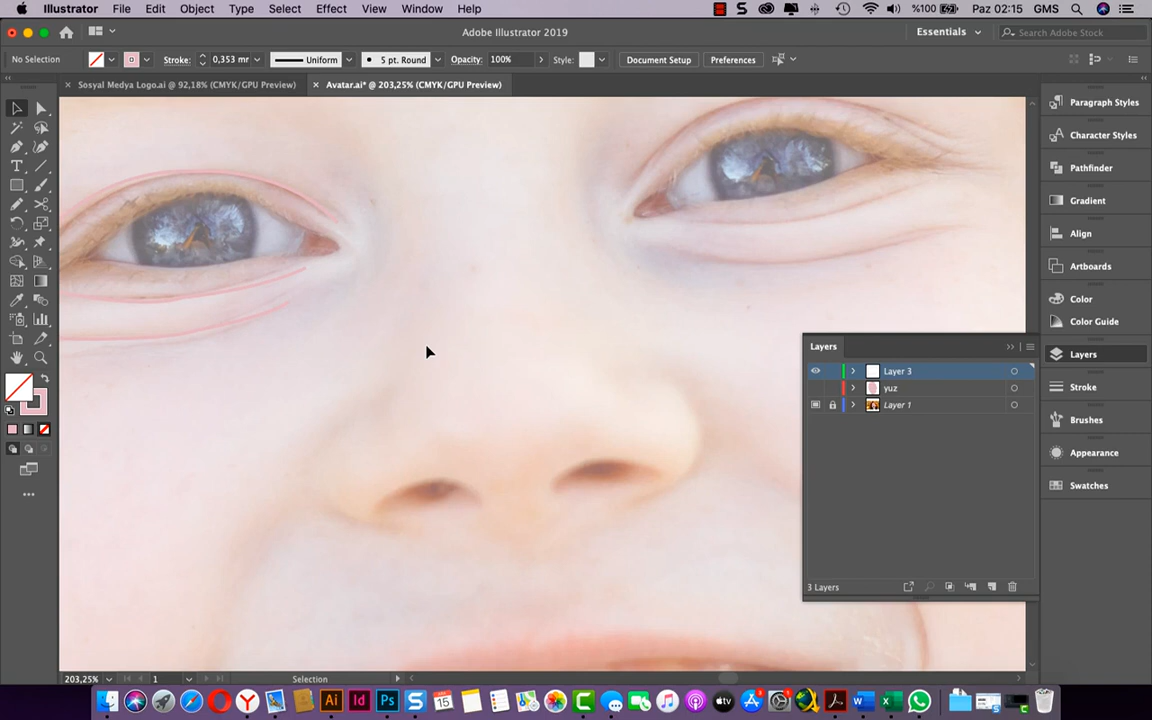 Illustrator File Edit Object Type Select Effect View Window Help %100 Paz 02:15 GMS
Adobe Illustrator 2019 Essentials Search Adobe Stock
No Selection Stroke: 0,353 mr Uniform 5 pt. Round Opacity: 100% Style: Document Setup Preferences
Sosyal Medya Logo.ai @ 92,18% (CMYK/GPU Preview) Avatar.ai* @ 203,25% (CMYK/GPU Preview)
Paragraph Styles
Character Styles
Pathfinder
Gradient
Align
Artboards
Color
Color Guide
Layers
Stroke
Brushes
Appearance
Swatches
Layers
Layer 3
yuz
Layer 1
3 Layers
203,25% 1 Selection